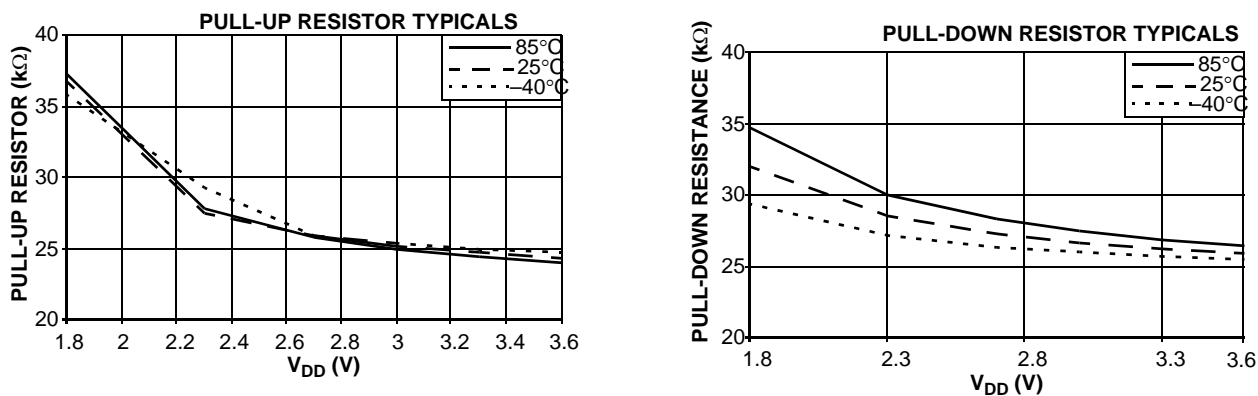 PULL-UP RESISTOR TYPICALS
PULL-UP RESISTOR (kΩ)
40
35
30
25
20
85°C
25°C
–40°C
1.8 2 2.2 2.4 2.6 2.8 3 3.2 3.4 3.6
VDD (V)
PULL-DOWN RESISTOR TYPICALS
PULL-DOWN RESISTANCE (kΩ)
40
35
30
25
20
85°C
25°C
–40°C
1.8 2.3 2.8 3.3 3.6
VDD (V)